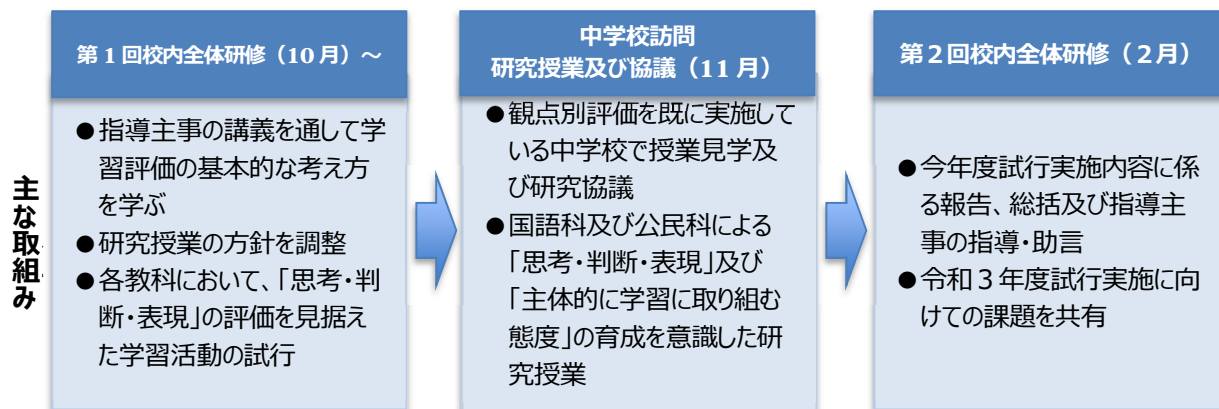 主な取組み
第1回校内全体研修（10月）～
●指導主事の講義を通して学
習評価の基本的な考え方
を学ぶ
●研究授業の方針を調整
●各教科において、「思考・判
断・表現」の評価を見据え
た学習活動の試行
中学校訪問
研究授業及び協議（11月）
●観点別評価を既に実施して
いる中学校で授業見学及
び研究協議
●国語科及び公民科による
「思考・判断・表現」及び
「主体的に学習に取り組む
態度」の育成を意識した研
究授業
第２回校内全体研修（２月）
●今年度試行実施内容に係
る報告、総括及び指導主
事の指導・助言
●令和３年度試行実施に向
けての課題を共有